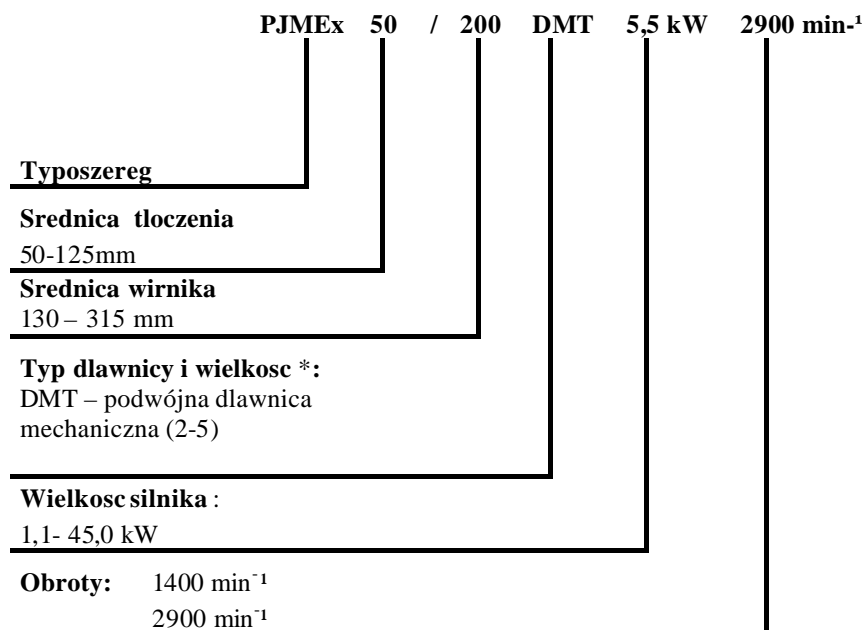 PJMEx 50 / 200 DMT 5,5 kW 2900 min-¹
Typoszereg
Srednica tloczenia
50-125mm
Srednica wirnika
130 – 315 mm
Typ dlawnicy i wielkosc *:
DMT – podwójna dlawnica
mechaniczna (2-5)
Wielkosc silnika :
1,1- 45,0 kW
Obroty: 1400 min⁻¹
2900 min⁻¹